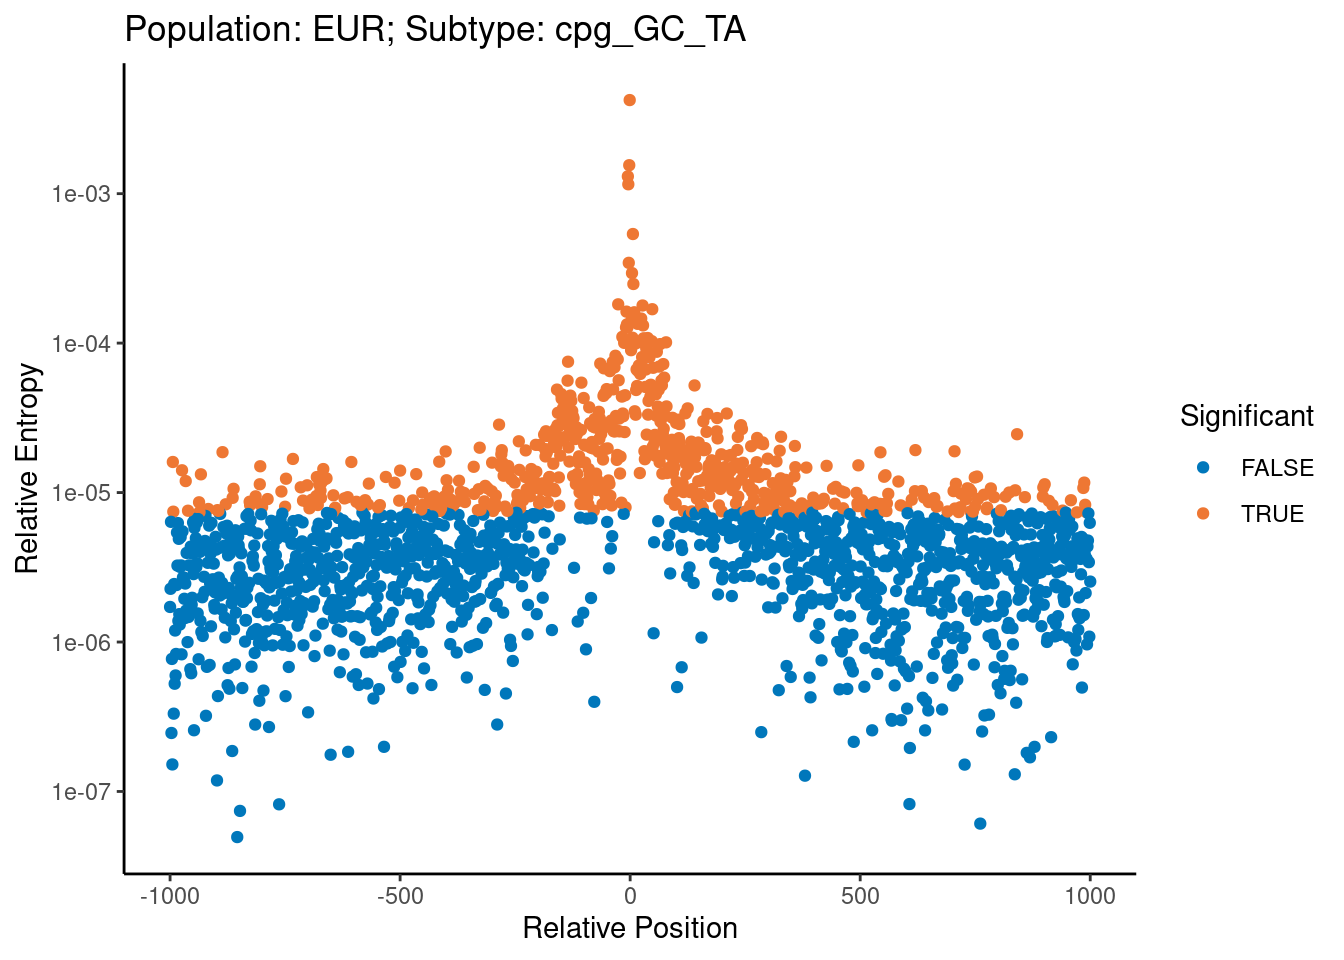 Population: EUR; Subtype: cpg_GC_TA
Relative Entropy
1e-03
1e-04
1e-05
1e-06
1e-07
-1000
-500
0
500
1000
Relative Position
Significant
FALSE
TRUE